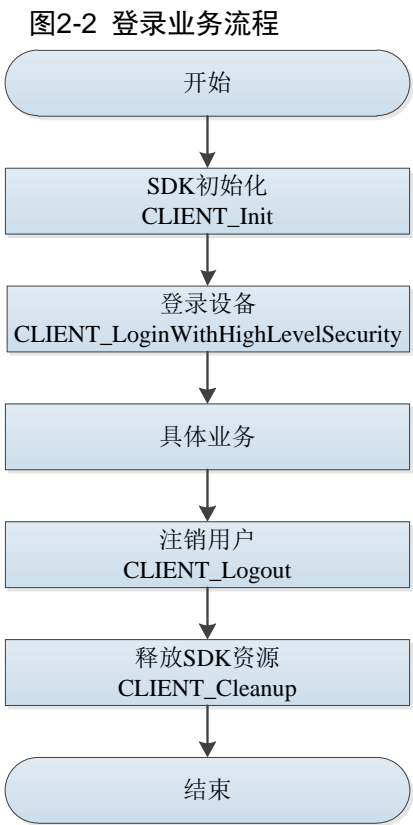 图2-2 登录业务流程
开始
SDK初始化
CLIENT_Init
登录设备
CLIENT_LoginWithHighLevelSecurity
具体业务
注销用户
CLIENT_Logout
释放SDK资源
CLIENT_Cleanup
结束